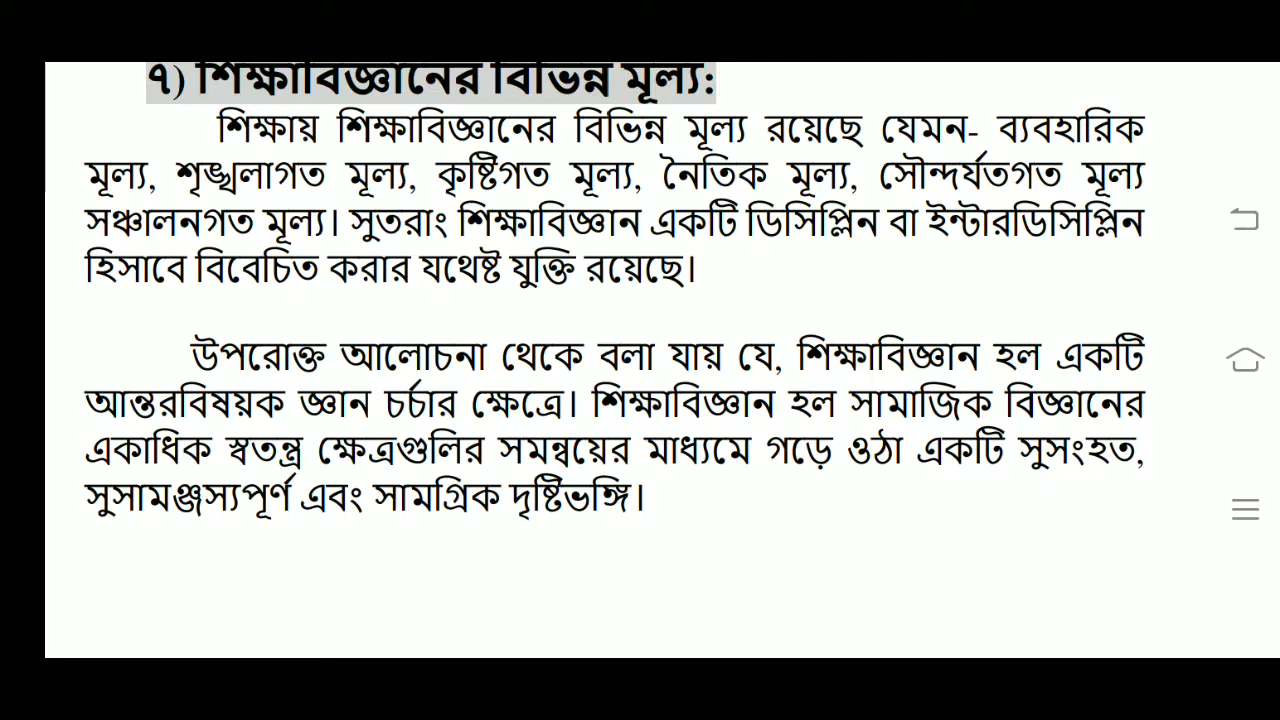 ৭) শিক্ষাবিজ্ঞানের বিভিন্ন মূল্য:
শিক্ষায় শিক্ষাবিজ্ঞানের বিভিন্ন মূল্য রয়েছে যেমন- ব্যবহারিক
মূল্য, শৃঙ্খলাগত মূল্য, কৃষ্টিগত মূল্য, নৈতিক মূল্য, সৌন্দর্যতগত মূল্য
সঞ্চালনগত মূল্য। সুতরাং শিক্ষাবিজ্ঞান একটি ডিসিপ্লিন বা ইন্টারডিসিপ্লিন
হিসাবে বিবেচিত করার যথেষ্ট যুক্তি রয়েছে।
উপরোক্ত আলোচনা থেকে বলা যায় যে, শিক্ষাবিজ্ঞান হল একটি
আন্তরবিষয়ক জ্ঞান চর্চার ক্ষেত্রে। শিক্ষাবিজ্ঞান হল সামাজিক বিজ্ঞানের
একাধিক স্বতন্ত্র ক্ষেত্রগুলির সমন্বয়ের মাধ্যমে গড়ে ওঠা একটি সুসংহত,
সুসামঞ্জস্যপূর্ণ এবং সামগ্রিক দৃষ্টিভঙ্গি।